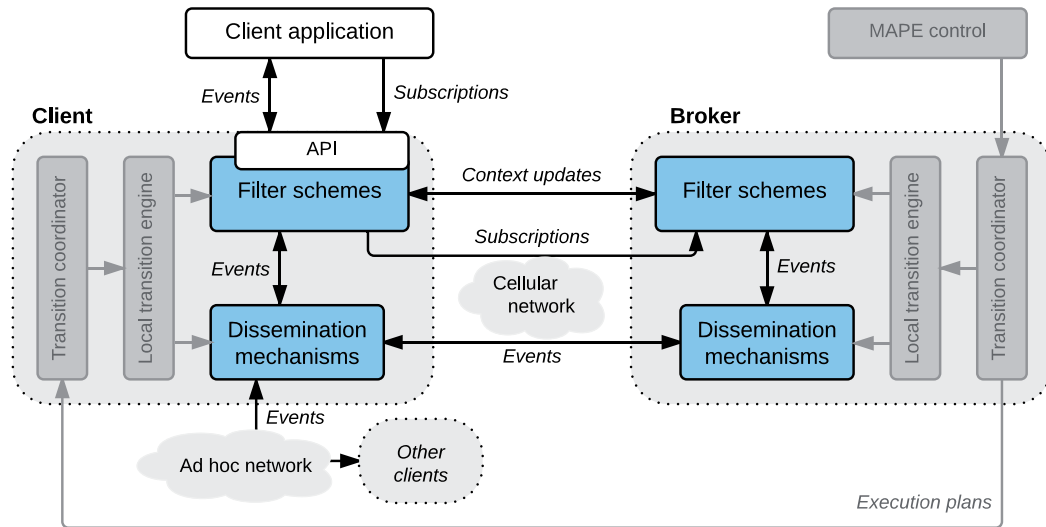 Client application
MAPE control
Events
Subscriptions
Client
Broker
API
Filter schemes
Context updates
Filter schemes
Transition coordinator
Local transition engine
Local transition engine
Transition coordinator
Subscriptions
Events
Events
Cellular
network
Dissemination
mechanisms
Dissemination
mechanisms
Events
Events
Ad hoc network
Other
clients
Execution plans